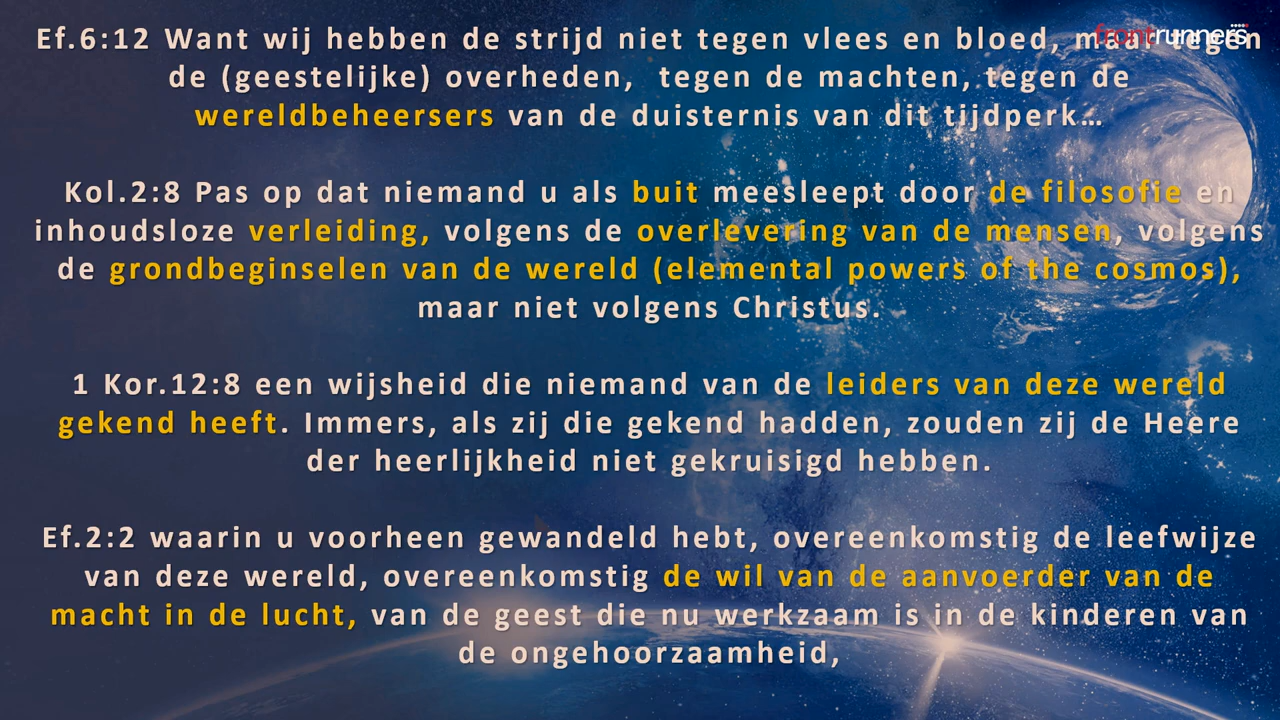 Ef.6:12 Want wij hebben de strijd niet tegen vlees en bloed, maar tegen
frontrunners
de (geestelijke) overheden, tegen de machten, tegen de
wereldbeheersers van de duisternis van dit tijdperk…
Kol.2:8 Pas op dat niemand u als buit meesleept door de filosofie en
inhoudsloze verleiding, volgens de overlevering van de mensen, volgens
de grondbeginselen van de wereld (elemental powers of the cosmos),
maar niet volgens Christus.
1 Kor.12:8 een wijsheid die niemand van de leiders van deze wereld
gekend heeft. Immers, als zij die gekend hadden, zouden zij de Heere
der heerlijkheid niet gekruisigd hebben.
Ef.2:2 waarin u voorheen gewandeld hebt, overeenkomstig de leefwijze
van deze wereld, overeenkomstig de wil van de aanvoerder van de
macht in de lucht, van de geest die nu werkzaam is in de kinderen van
de ongehoorzaamheid,